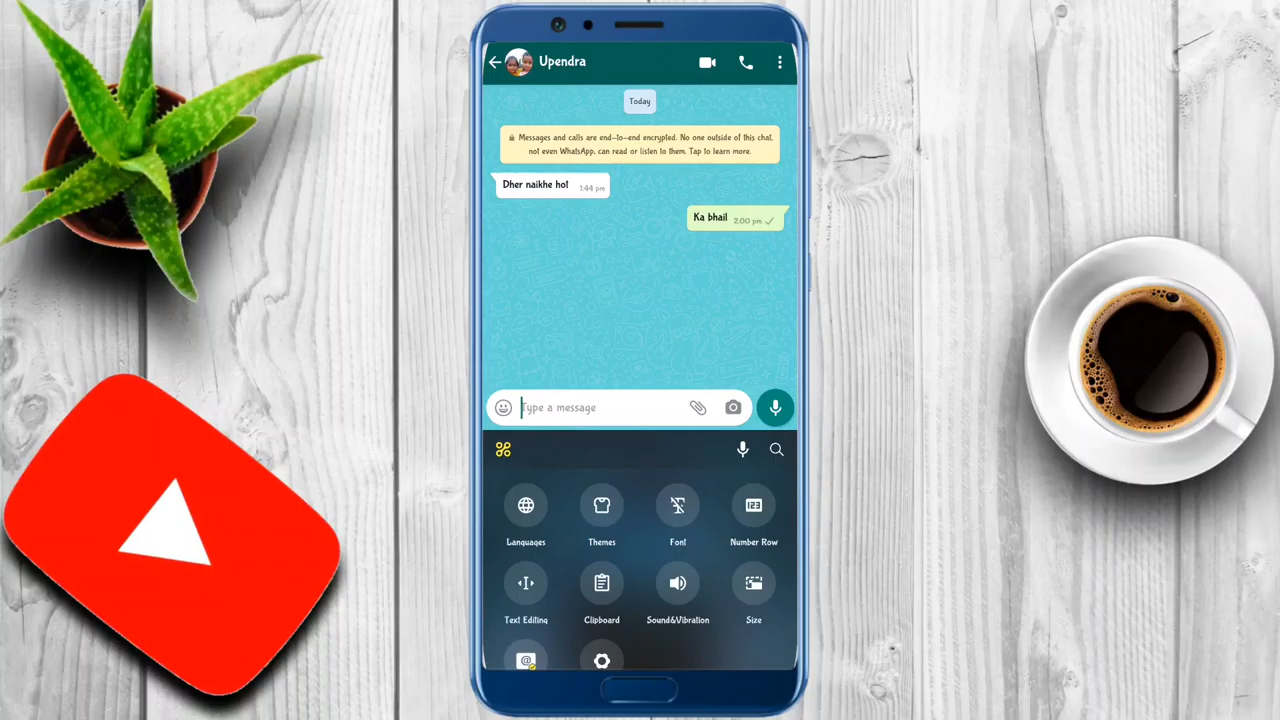 Upendra
Today
Messages and calls are end-to-end encrypted. No one outside of this chat,
not even WhatsApp, can read or listen to them. Tap to learn more.
Dher naikhe hot 1:44 pm
Ka bhail 2:00 pm
Type a message
Languages Themes Font Number Row
123
Text Editing Clipboard Sound&Vibration Size
@